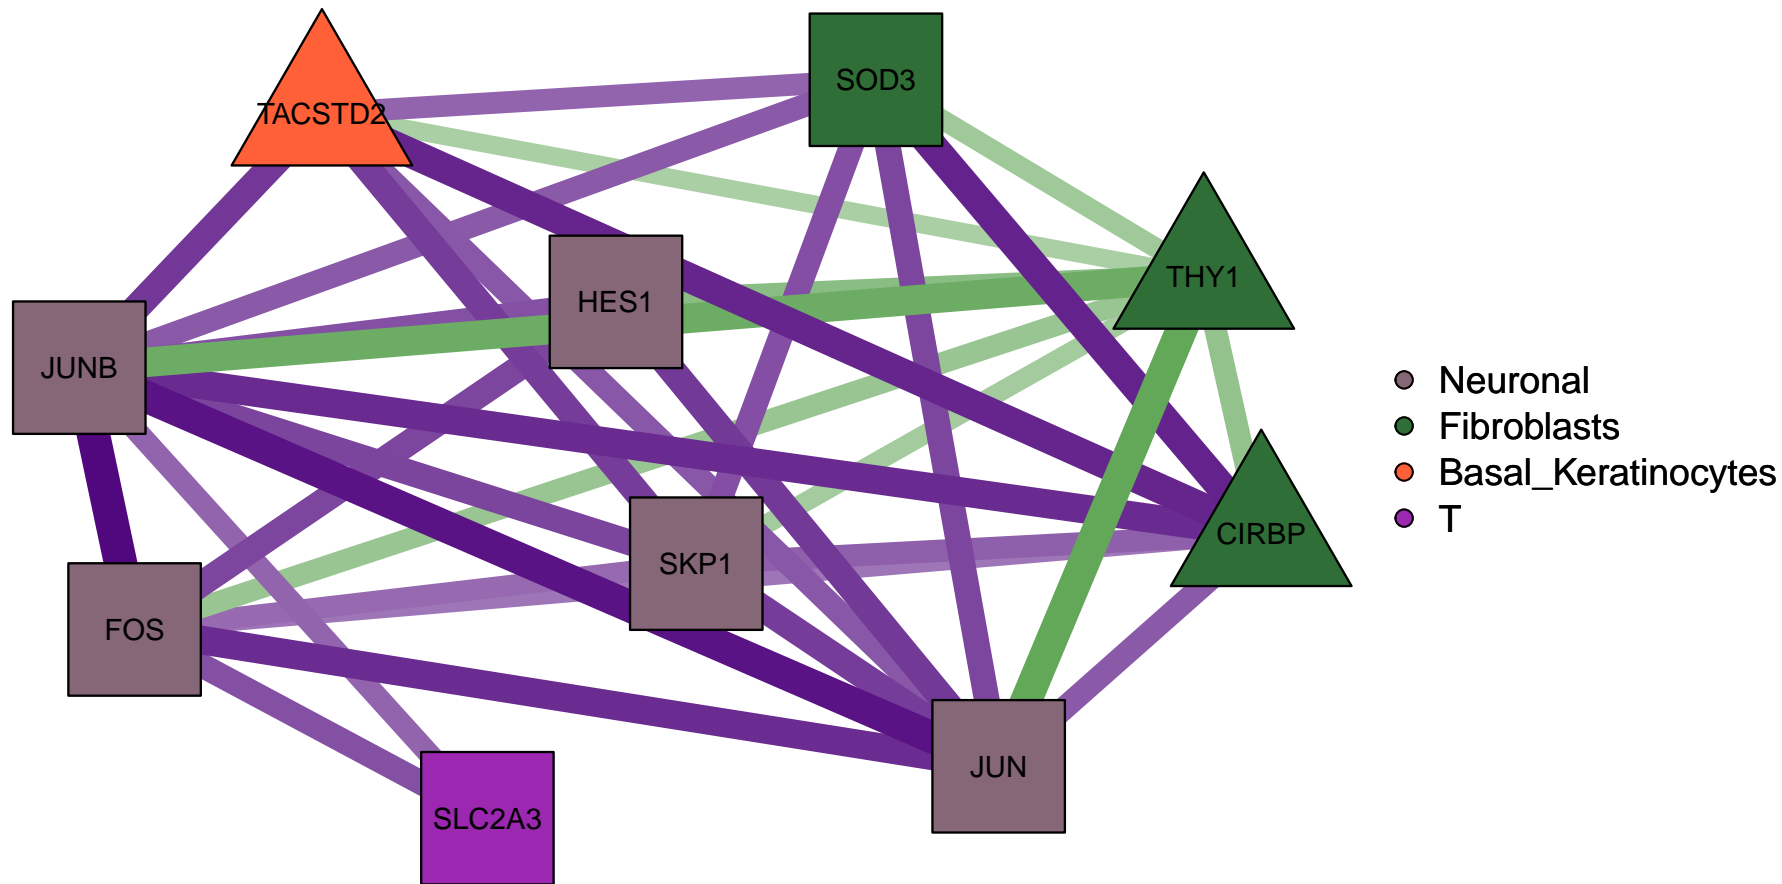 SOD3
TACSTD2
THY1
HES1
JUNB
Neuronal
Fibroblasts
Basal_Keratinocytes
T
CIRBP
SKP1
FOS
JUN
SLC2A3